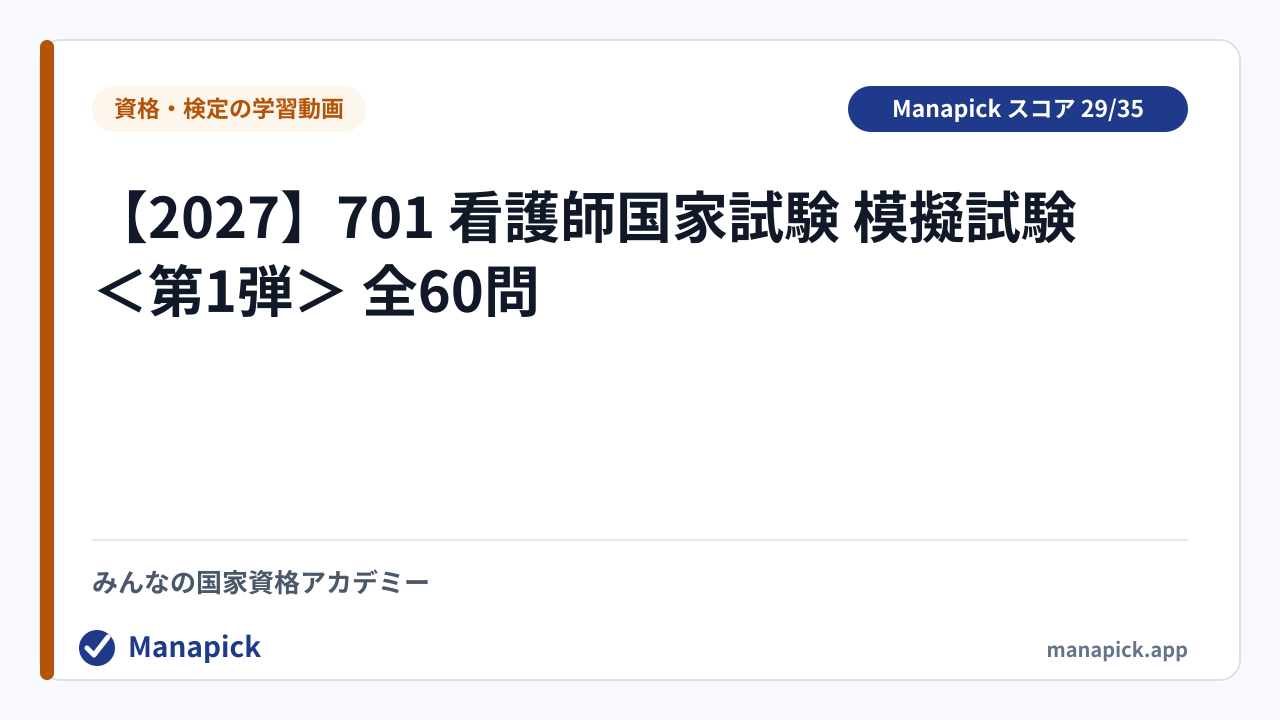 資格・検定の学習動画
Manapick スコア 29/35
【2027】701 看護師国家試験 模擬試験
＜第1弾＞ 全60問
みんなの国家資格アカデミー
Manapick
manapick.app